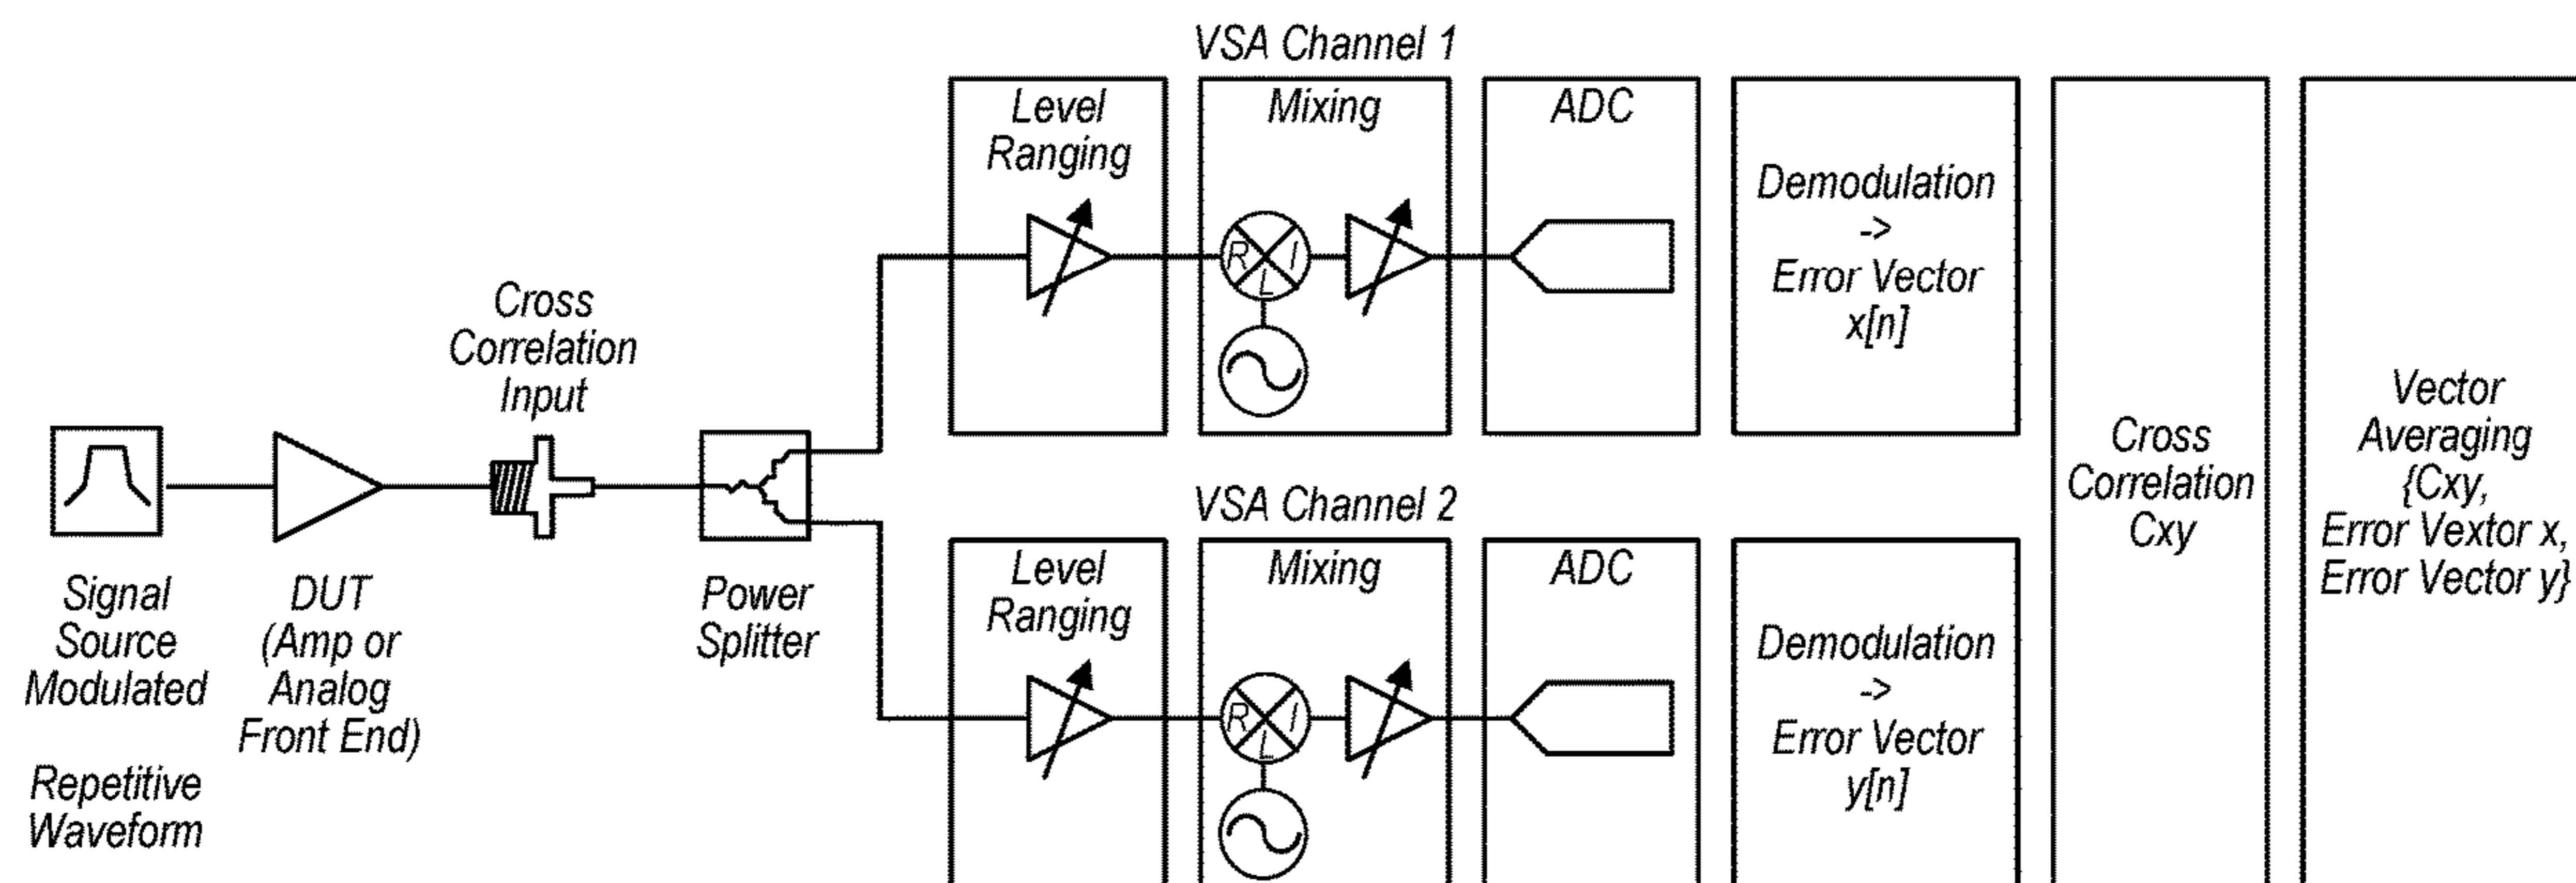 VSA Channel 1
Level
Ranging
Mixing
R
I
L
ADC
Demodulation
->
Error Vector
x[n]
Cross
Correlation
Input
Signal
Source
Modulated
Repetitive
Waveform
DUT
(Amp or
Analog
Front End)
Power
Splitter
VSA Channel 2
Level
Ranging
Mixing
R
I
L
ADC
Demodulation
->
Error Vector
y[n]
Cross
Correlation
Cxy
Vector
Averaging
{Cxy,
Error Vextor x,
Error Vector y}